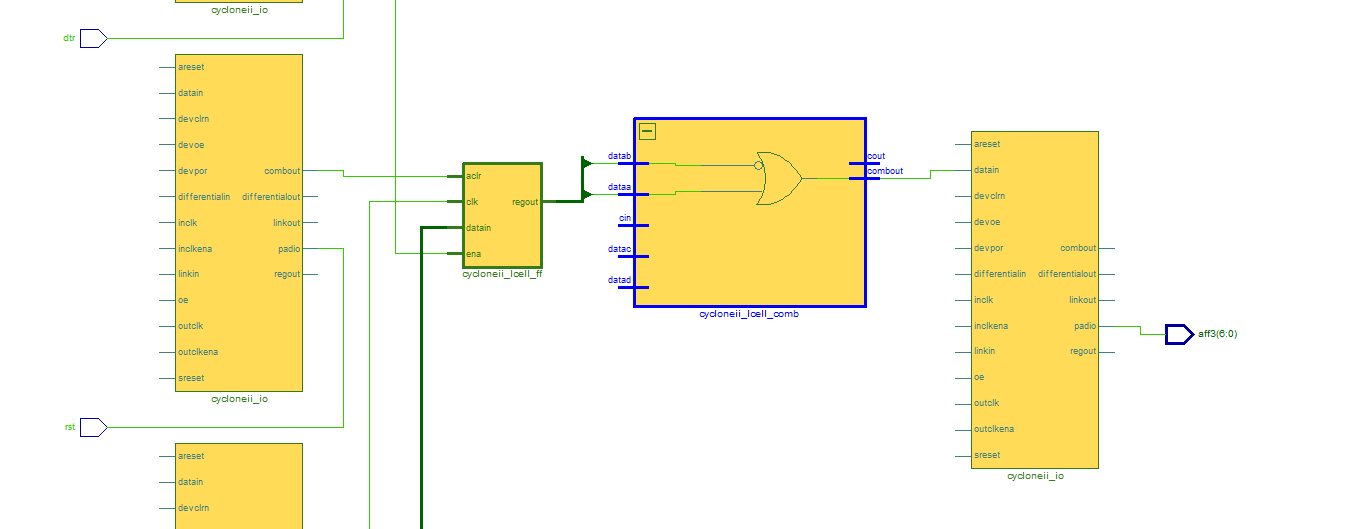 cycloneii_io
dtr
areset
datain
devclrn
devoe
devpor combout
differentialin differentialout
inclk linkout
inclkena padio
linkin regout
oe
outclk
outclkena
sreset
cycloneii_io
rst
areset
datain
devclrn
aclr
clk regout
datain
ena
cycloneii_lcell_ff
datab cout
combout
dataa
cin
datac
datad
cycloneii_lcell_comb
areset
datain
devclrn
devoe
devpor combout
differentialin differentialout
inclk linkout
inclkena padio
linkin regout
oe
outclk
outclkena
sreset
cycloneii_io
aff3(6:0)